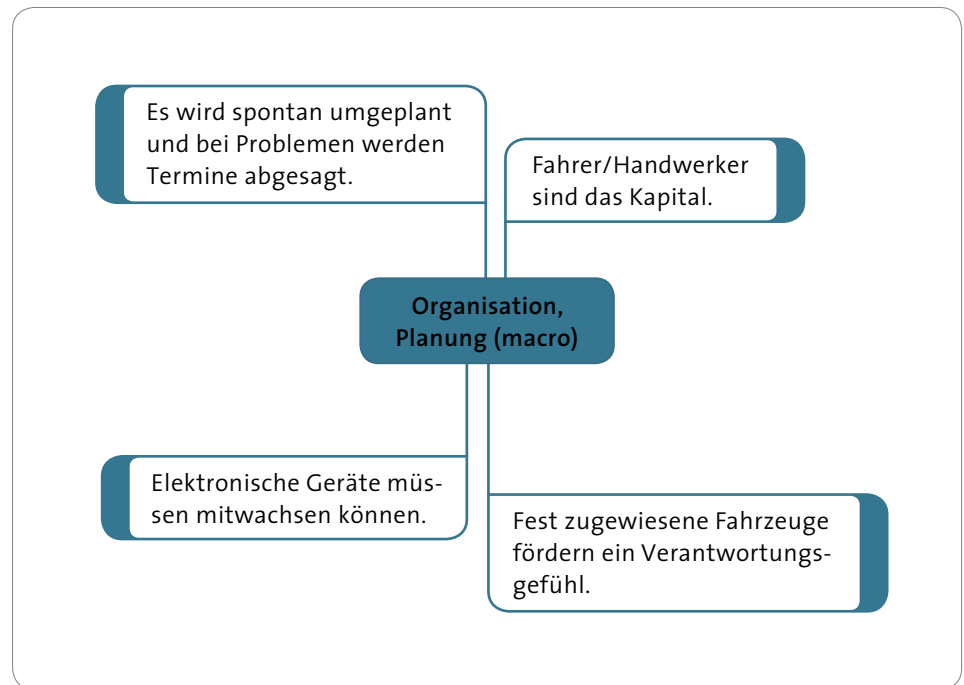 Es wird spontan umgeplant
und bei Problemen werden
Termine abgesagt.
Fahrer/Handwerker
sind das Kapital.
Organisation,
Planung (macro)
Elektronische Geräte müs-
sen mitwachsen können.
Fest zugewiesene Fahrzeuge
fördern ein Verantwortungs-
gefühl.